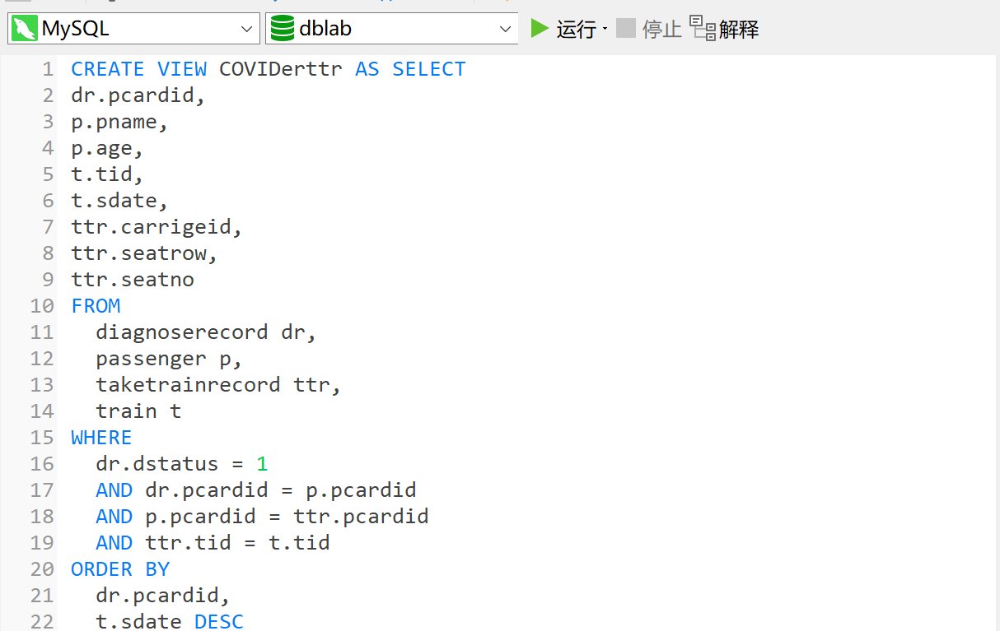 MySQL dblab 运行 停止 解释
1 CREATE VIEW COVIDerttr AS SELECT
2 dr.pcardid,
3 p.pname,
4 p.age,
5 t.tid,
6 t.sdate,
7 ttr.carrigeid,
8 ttr.seatrow,
9 ttr.seatno
10 FROM
11 diagnoserecord dr,
12 passenger p,
13 taketrainrecord ttr,
14 train t
15 WHERE
16 dr.dstatus = 1
17 AND dr.pcardid = p.pcardid
18 AND p.pcardid = ttr.pcardid
19 AND ttr.tid = t.tid
20 ORDER BY
21 dr.pcardid,
22 t.sdate DESC